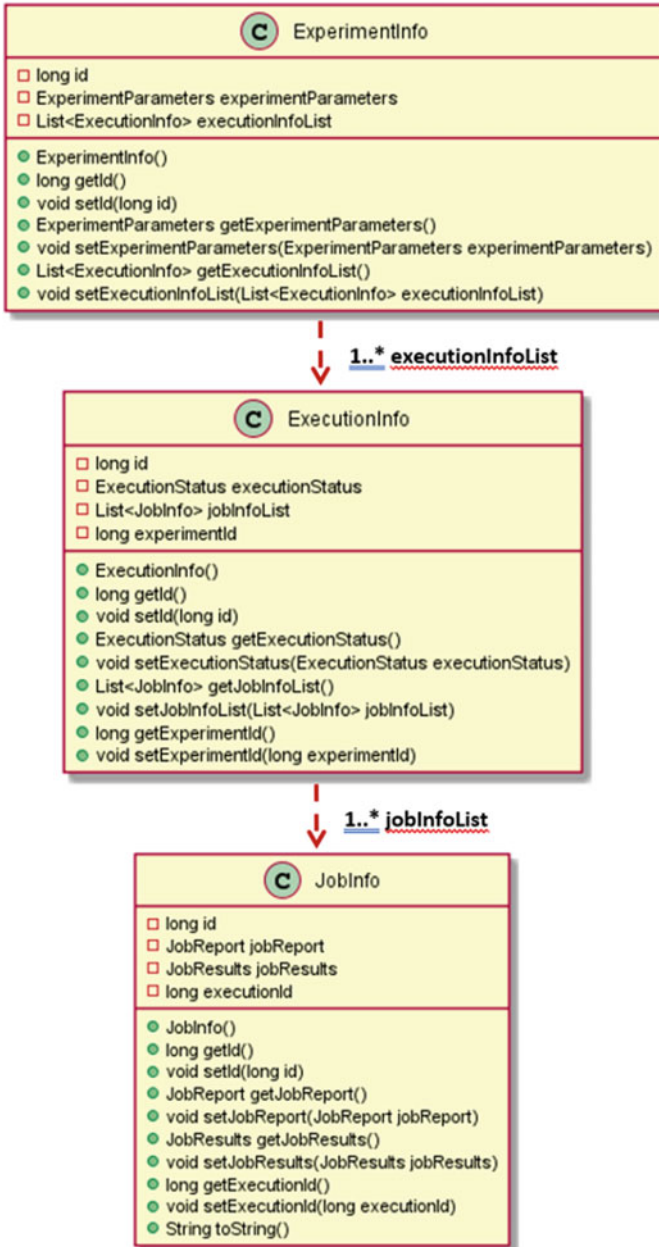 C ExperimentInfo
long id
ExperimentParameters experimentParameters
List<ExecutionInfo> executionInfoList
ExperimentInfo()
long getId()
void setId(long id)
ExperimentParameters getExperimentParameters()
void setExperimentParameters(ExperimentParameters experimentParameters)
List<ExecutionInfo> getExecutionInfoList()
void setExecutionInfoList(List<ExecutionInfo> executionInfoList)
1..* executionInfoList
C ExecutionInfo
long id
ExecutionStatus executionStatus
List<JobInfo> jobInfoList
long experimentId
ExecutionInfo()
long getId()
void setId(long id)
ExecutionStatus getExecutionStatus()
void setExecutionStatus(ExecutionStatus executionStatus)
List<JobInfo> getJobInfoList()
void setJobInfoList(List<JobInfo> jobInfoList)
long getExperimentId()
void setExperimentId(long experimentId)
1..* jobInfoList
C JobInfo
long id
JobReport jobReport
JobResults jobResults
long executionId
JobInfo()
long getId()
void setId(long id)
JobReport getJobReport()
void setJobReport(JobReport jobReport)
JobResults getJobResults()
void setJobResults(JobResults jobResults)
long getExecutionId()
void setExecutionId(long executionId)
String toString()